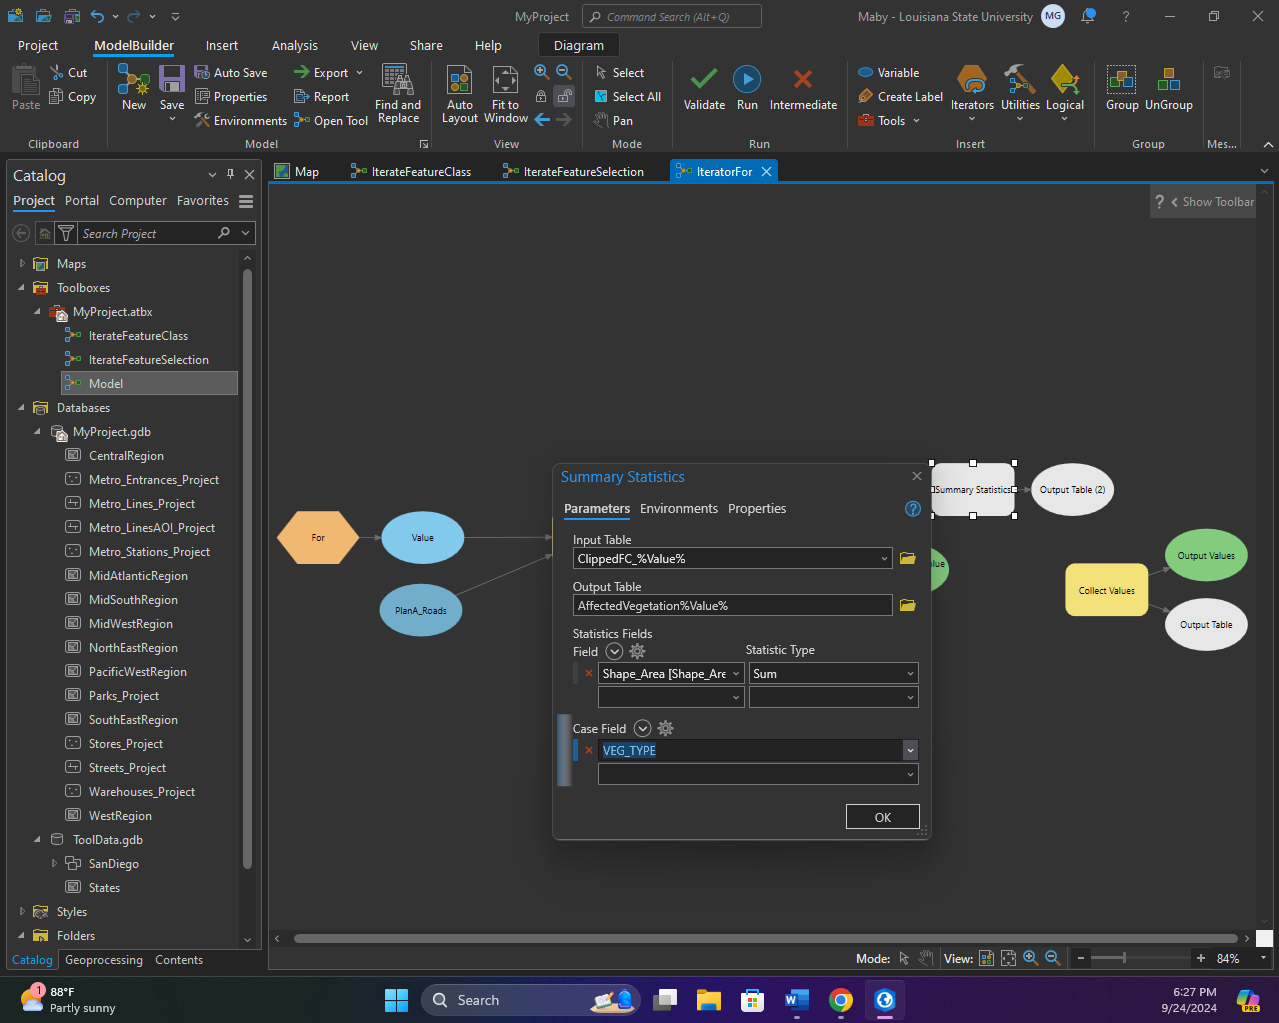 MyProject
Command Search (Alt+Q)
Maby - Louisiana State University
MG
?
Project
ModelBuilder
Insert
Analysis
View
Share
Help
Diagram
Paste
Cut
Copy
Clipboard
New
Save
Auto Save
Properties
Environments
Export
Report
Open Tool
Find and Replace
Model
Auto Layout
Fit to Window
View
Select
Select All
Pan
Mode
Validate
Run
Intermediate
Run
Variable
Create Label
Tools
Iterators
Utilities
Logical
Insert
Group
UnGroup
Group
Mes...
Catalog
Project
Portal
Computer
Favorites
Search Project
Maps
Toolboxes
MyProject.atbx
IterateFeatureClass
IterateFeatureSelection
Model
Databases
MyProject.gdb
CentralRegion
Metro_Entrances_Project
Metro_Lines_Project
Metro_LinesAOI_Project
Metro_Stations_Project
MidAtlanticRegion
MidSouthRegion
MidWestRegion
NorthEastRegion
PacificWestRegion
Parks_Project
SouthEastRegion
Stores_Project
Streets_Project
Warehouses_Project
WestRegion
ToolData.gdb
SanDiego
States
Styles
Folders
Catalog
Geoprocessing
Contents
Map
IterateFeatureClass
IterateFeatureSelection
IteratorFor
? < Show Toolbar
For
Value
PlanA_Roads
Summary Statistics
Output Table (2)
lue
Collect Values
Output Values
Output Table
Summary Statistics
Parameters
Environments
Properties
?
Input Table
ClippedFC_%Value%
Output Table
AffectedVegetation%Value%
Statistics Fields
Field
Statistic Type
Shape_Area [Shape_Are
Sum
Case Field
VEG_TYPE
OK
Mode:
View:
84%
1
88°F
Partly sunny
Search
6:27 PM
9/24/2024
PRE